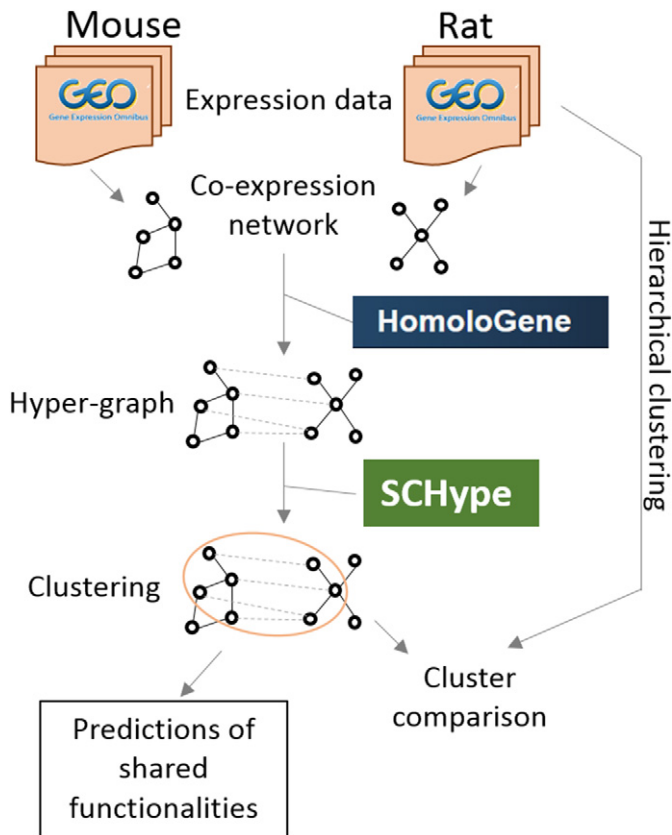 Mouse
Rat
GEO
Gene Expression Omnibus
Expression data
GEO
Gene Expression Omnibus
Co-expression
network
Hierarchical clustering
HomoloGene
Hyper-graph
SCHype
Clustering
Cluster
comparison
Predictions of
shared
functionalities